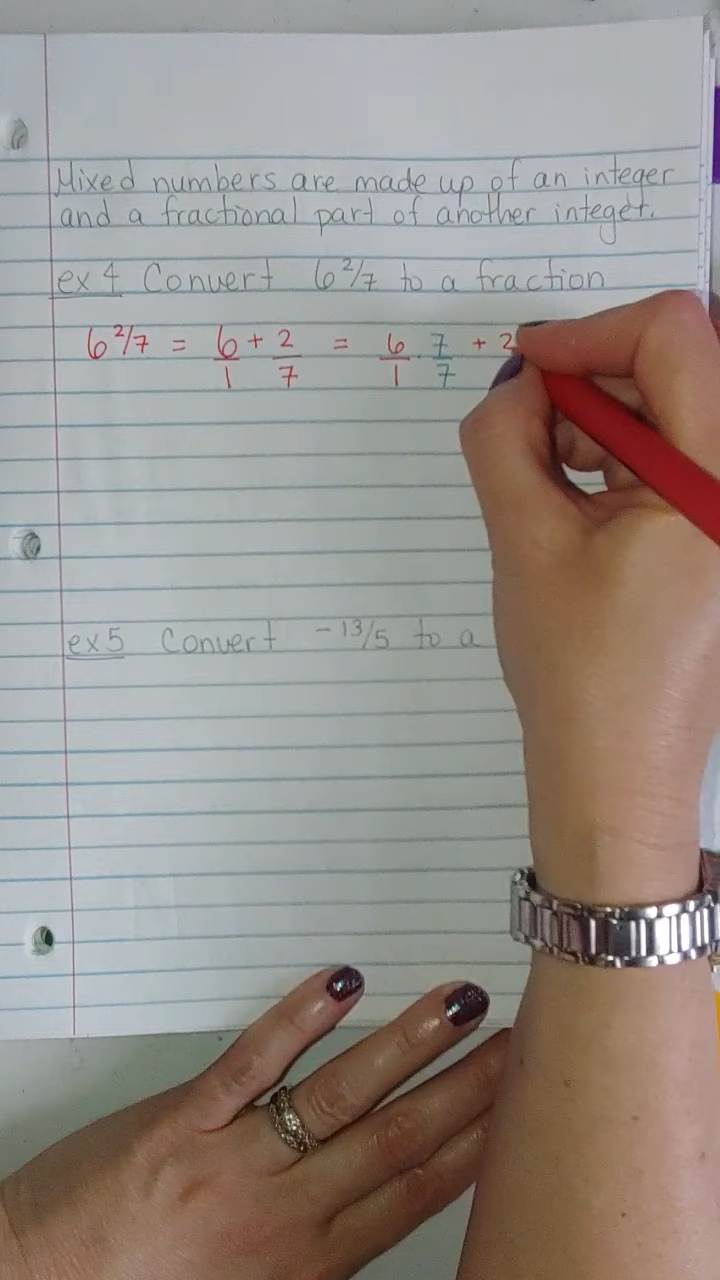 Mixed numbers are made up of an integer
and a fractional part of another integer.
ex 4 Convert 6 2/7 to a fraction
6 2/7 = 6/1 + 2/7 = 6/1 · 7/7 + 2
ex 5 Convert -13/5 to a